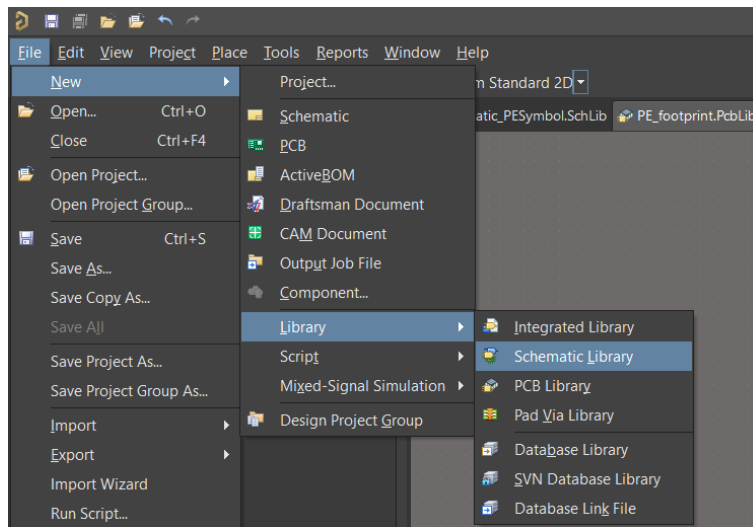 File Edit View Project Place Tools Reports Window Help
m Standard 2D
atic_PESymbol.SchLib PE_footprint.PcbLib
New
Open... Ctrl+O
Close Ctrl+F4
Open Project...
Open Project Group...
Save Ctrl+S
Save As...
Save Copy As...
Save All
Save Project As...
Save Project Group As...
Import
Export
Import Wizard
Run Script...
Project...
Schematic
PCB
ActiveBOM
Draftsman Document
CAM Document
Output Job File
Component...
Library
Script
Mixed-Signal Simulation
Design Project Group
Integrated Library
Schematic Library
PCB Library
Pad Via Library
Database Library
SVN Database Library
Database Link File